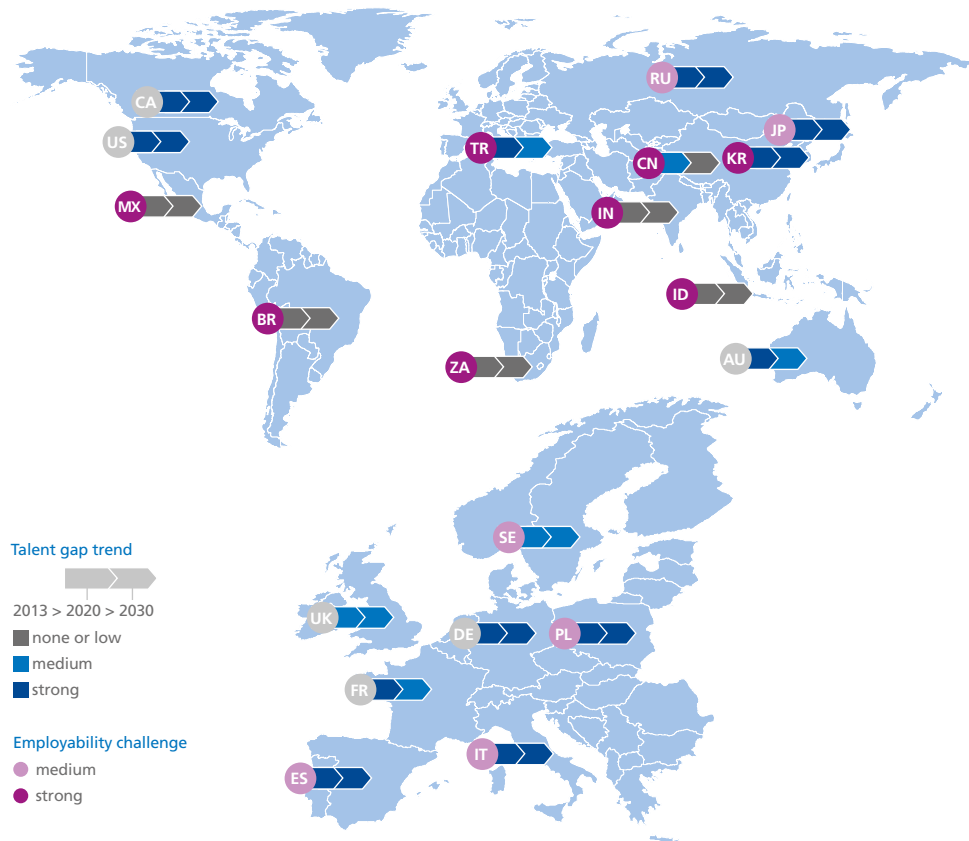 RU
CA
JP
US
TR
KR
CN
MX
IN
ID
BR
AU
ZA
SE
Talent gap trend
2013 > 2020 > 2030
UK
DE
PL
none or low
medium
strong
FR
Employability challenge
IT
medium
ES
strong